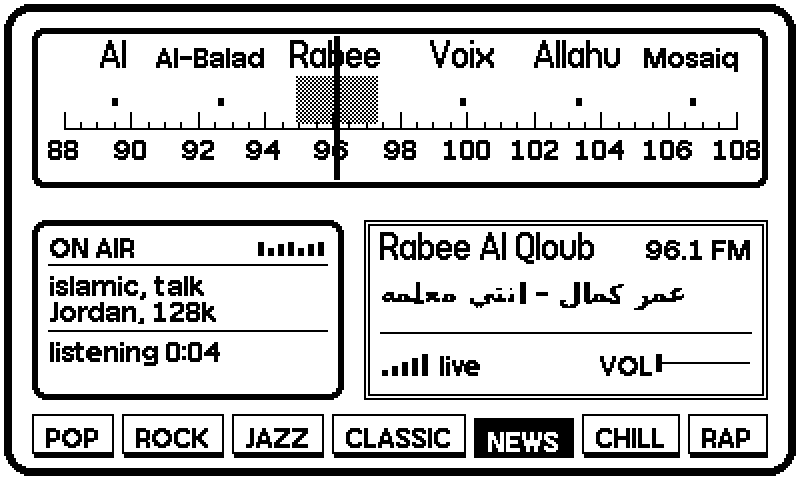 Al Al-Balad Rabee Voix Allahu Mosaiq
88 90 92 94 96 98 100 102 104 106 108
ON AIR
islamic, talk
Jordan, 128k
listening 0:04
Rabee Al Qloub 96.1 FM
عمر كمال - انتي معلمه
live VOL
POP ROCK JAZZ CLASSIC NEWS CHILL RAP